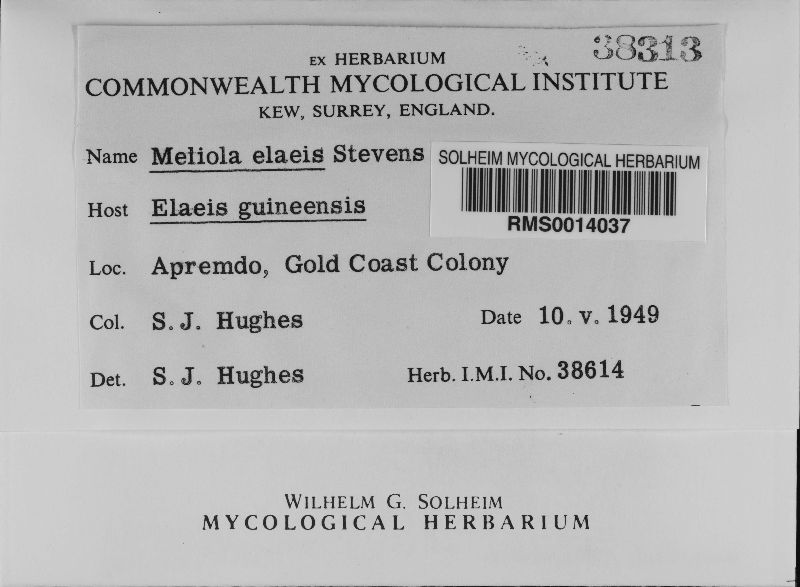 38313
EX HERBARIUM
COMMONWEALTH MYCOLOGICAL INSTITUTE
KEW, SURREY, ENGLAND.
Name Meliola elaeis Stevens
SOLHEIM MYCOLOGICAL HERBARIUM
RMS0014037
Host Elaeis guineensis
Loc. Apremdo, Gold Coast Colony
Col. S. J. Hughes Date 10. v. 1949
Det. S. J. Hughes Herb. I.M.I. No. 38614
WILHELM G. SOLHEIM
MYCOLOGICAL HERBARIUM